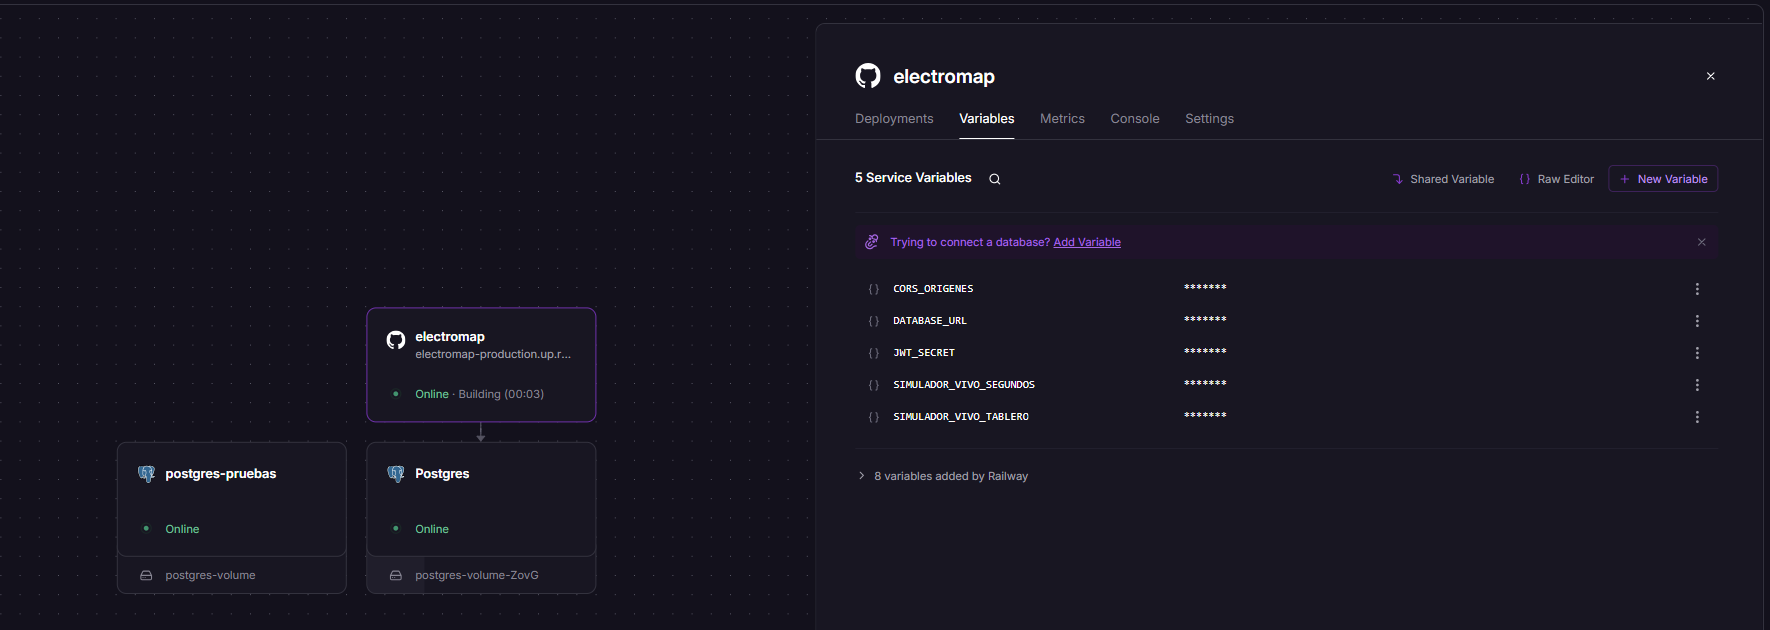 electromap
Deployments Variables Metrics Console Settings
5 Service Variables
Shared Variable {} Raw Editor + New Variable
Trying to connect a database? Add Variable
{} CORS_ORIGENES *******
{} DATABASE_URL *******
{} JWT_SECRET *******
{} SIMULADOR_VIVO_SEGUNDOS *******
{} SIMULADOR_VIVO_TABLERO *******
8 variables added by Railway
electromap
electromap-production.up.r...
Online · Building (00:03)
postgres-pruebas
Online
postgres-volume
Postgres
Online
postgres-volume-ZovG